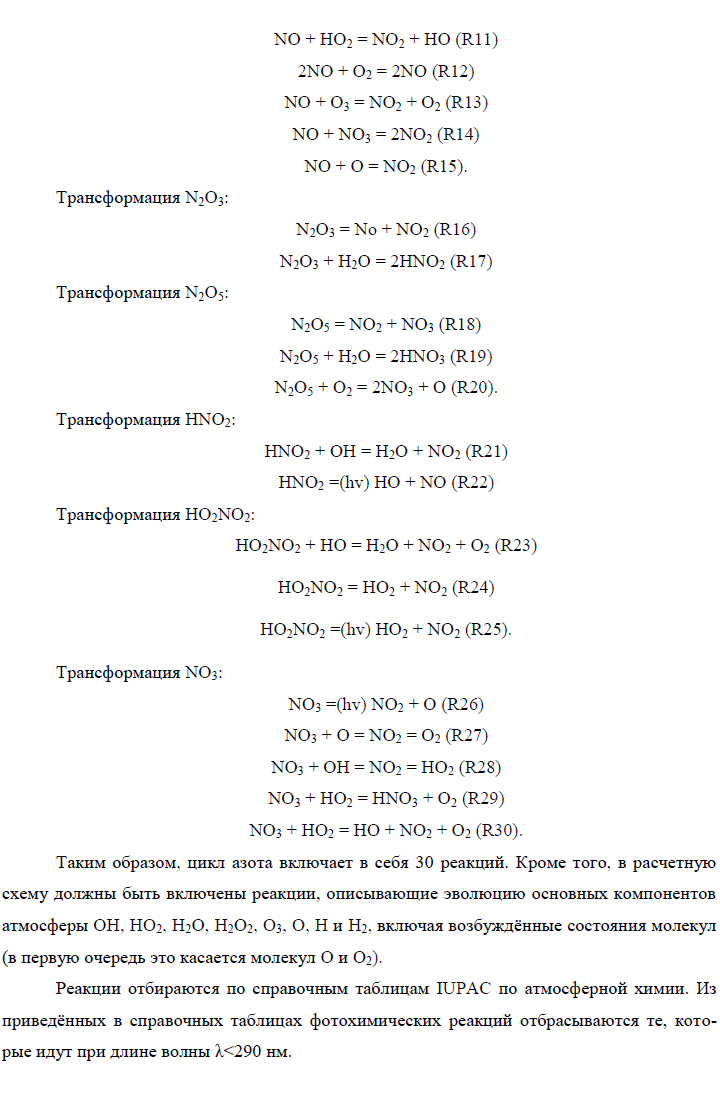 NO + HO₂ = NO₂ + HO (R11)
2NO + O₂ = 2NO (R12)
NO + O₃ = NO₂ + O₂ (R13)
NO + NO₃ = 2NO₂ (R14)
NO + O = NO₂ (R15).
Трансформация N₂O₃:
N₂O₃ = No + NO₂ (R16)
N₂O₃ + H₂O = 2HNO₂ (R17)
Трансформация N₂O₅:
N₂O₅ = NO₂ + NO₃ (R18)
N₂O₅ + H₂O = 2HNO₃ (R19)
N₂O₅ + O₂ = 2NO₃ + O (R20).
Трансформация HNO₂:
HNO₂ + OH = H₂O + NO₂ (R21)
HNO₂ =(hv) HO + NO (R22)
Трансформация HO₂NO₂:
HO₂NO₂ + HO = H₂O + NO₂ + O₂ (R23)
HO₂NO₂ = HO₂ + NO₂ (R24)
HO₂NO₂ =(hv) HO₂ + NO₂ (R25).
Трансформация NO₃:
NO₃ =(hv) NO₂ + O (R26)
NO₃ + O = NO₂ = O₂ (R27)
NO₃ + OH = NO₂ = HO₂ (R28)
NO₃ + HO₂ = HNO₃ + O₂ (R29)
NO₃ + HO₂ = HO + NO₂ + O₂ (R30).
Таким образом, цикл азота включает в себя 30 реакций. Кроме того, в расчетную
схему должны быть включены реакции, описывающие эволюцию основных компонентов
атмосферы OH, HO₂, H₂O, H₂O₂, O₃, O, H и H₂, включая возбуждённые состояния молекул
(в первую очередь это касается молекул O и O₂).
Реакции отбираются по справочным таблицам IUPAC по атмосферной химии. Из
приведённых в справочных таблицах фотохимических реакций отбрасываются те, кото-
рые идут при длине волны λ<290 нм.